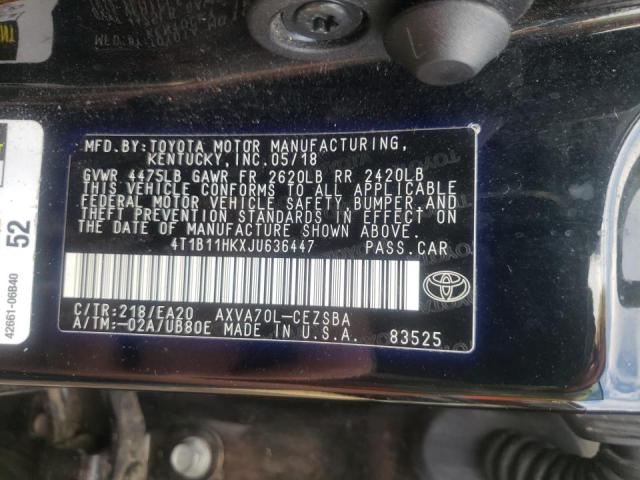 MFD.BY:TOYOTA MOTOR MANUFACTURING,
KENTUCKY, INC.05/18
GVWR 4475LB GAWR FR 2620LB RR 2420LB
THIS VEHICLE CONFORMS TO ALL APPLICABLE
FEDERAL MOTOR VEHICLE SAFETY,BUMPER,AND
THEFT PREVENTION STANDARDS IN EFFECT ON
THE DATE OF MANUFACTURE SHOWN ABOVE.
4T1B11HKXJU636447 PASS.CAR
C/TR:218/EA20 AXVA70L-CEZSBA
A/TM:-02A/UB80E MADE IN U.S.A. 83525
52
42661-06B40